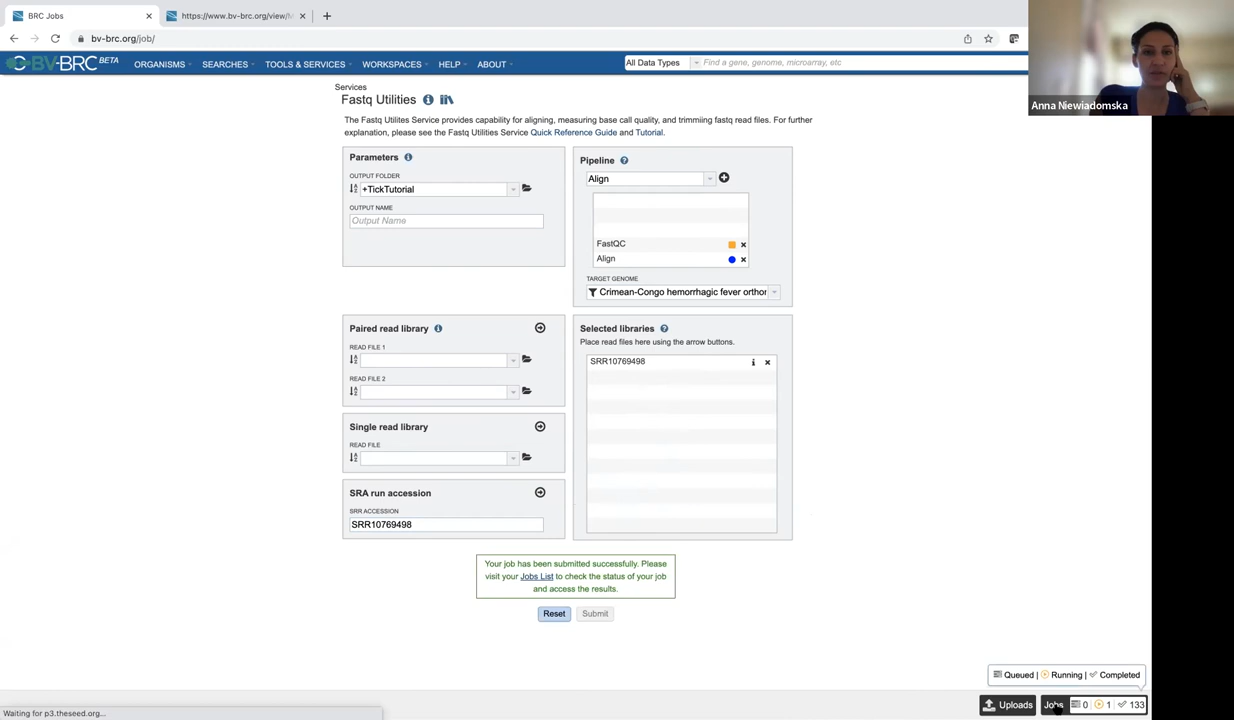 BRC Jobs
https://www.bv-brc.org/view/M
bv-brc.org/job/
BV-BRC BETA
ORGANISMS
SEARCHES
TOOLS & SERVICES
WORKSPACES
HELP
ABOUT
All Data Types
Find a gene, genome, microarray, etc
Anna Niewiadomska
Services
Fastq Utilities
The Fastq Utilites Service provides capability for aligning, measuring base call quality, and trimmiing fastq read files. For further
explanation, please see the Fastq Utilities Service Quick Reference Guide and Tutorial.
Parameters
OUTPUT FOLDER
+TickTutorial
OUTPUT NAME
Output Name
Pipeline
Align
FastQC
Align
TARGET GENOME
Crimean-Congo hemorrhagic fever orthor
Paired read library
READ FILE 1
READ FILE 2
Single read library
READ FILE
SRA run accession
SRR ACCESSION
SRR10769498
Selected libraries
Place read files here using the arrow buttons.
SRR10769498
Your job has been submitted successfully. Please
visit your Jobs List to check the status of your job
and access the results.
Reset
Submit
Queued | Running | Completed
Uploads
Jobs
0
1
133
Waiting for p3.theseed.org...